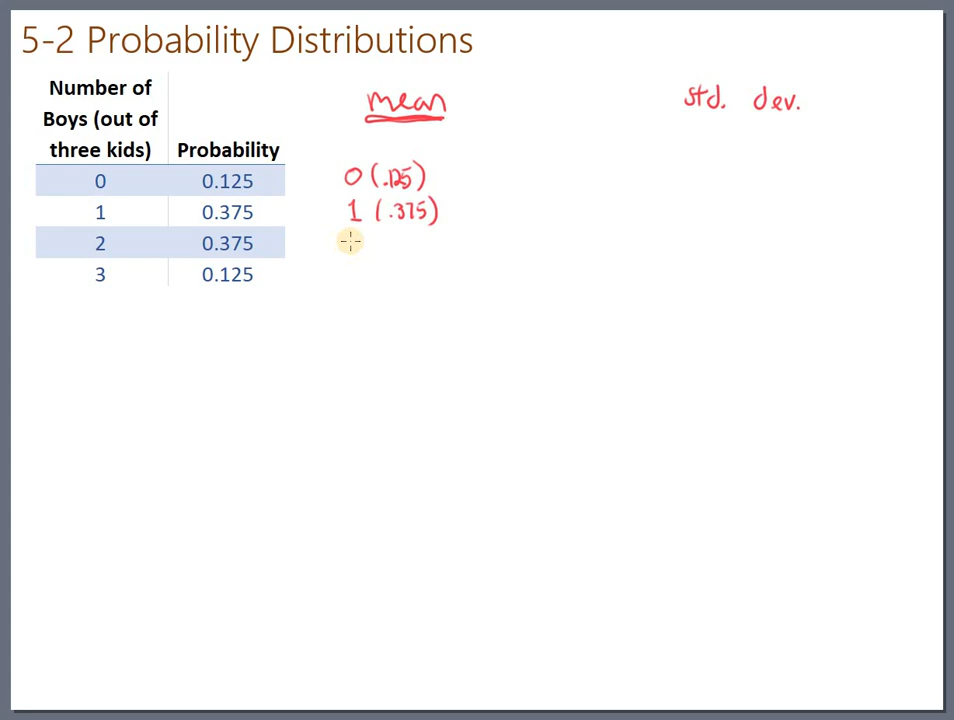 5-2 Probability Distributions
Number of Boys (out of three kids) Probability
0 0.125
1 0.375
2 0.375
3 0.125
mean
0 (.125)
1 (.375)
std. dev.